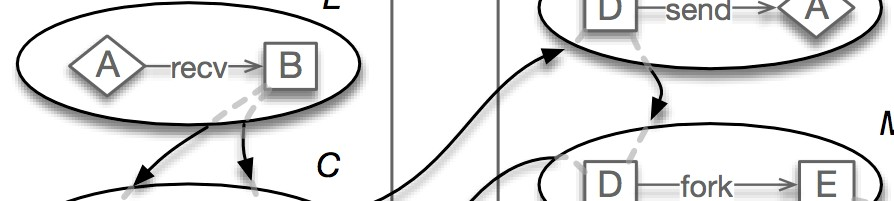 D send A
A recv B
C
D fork E